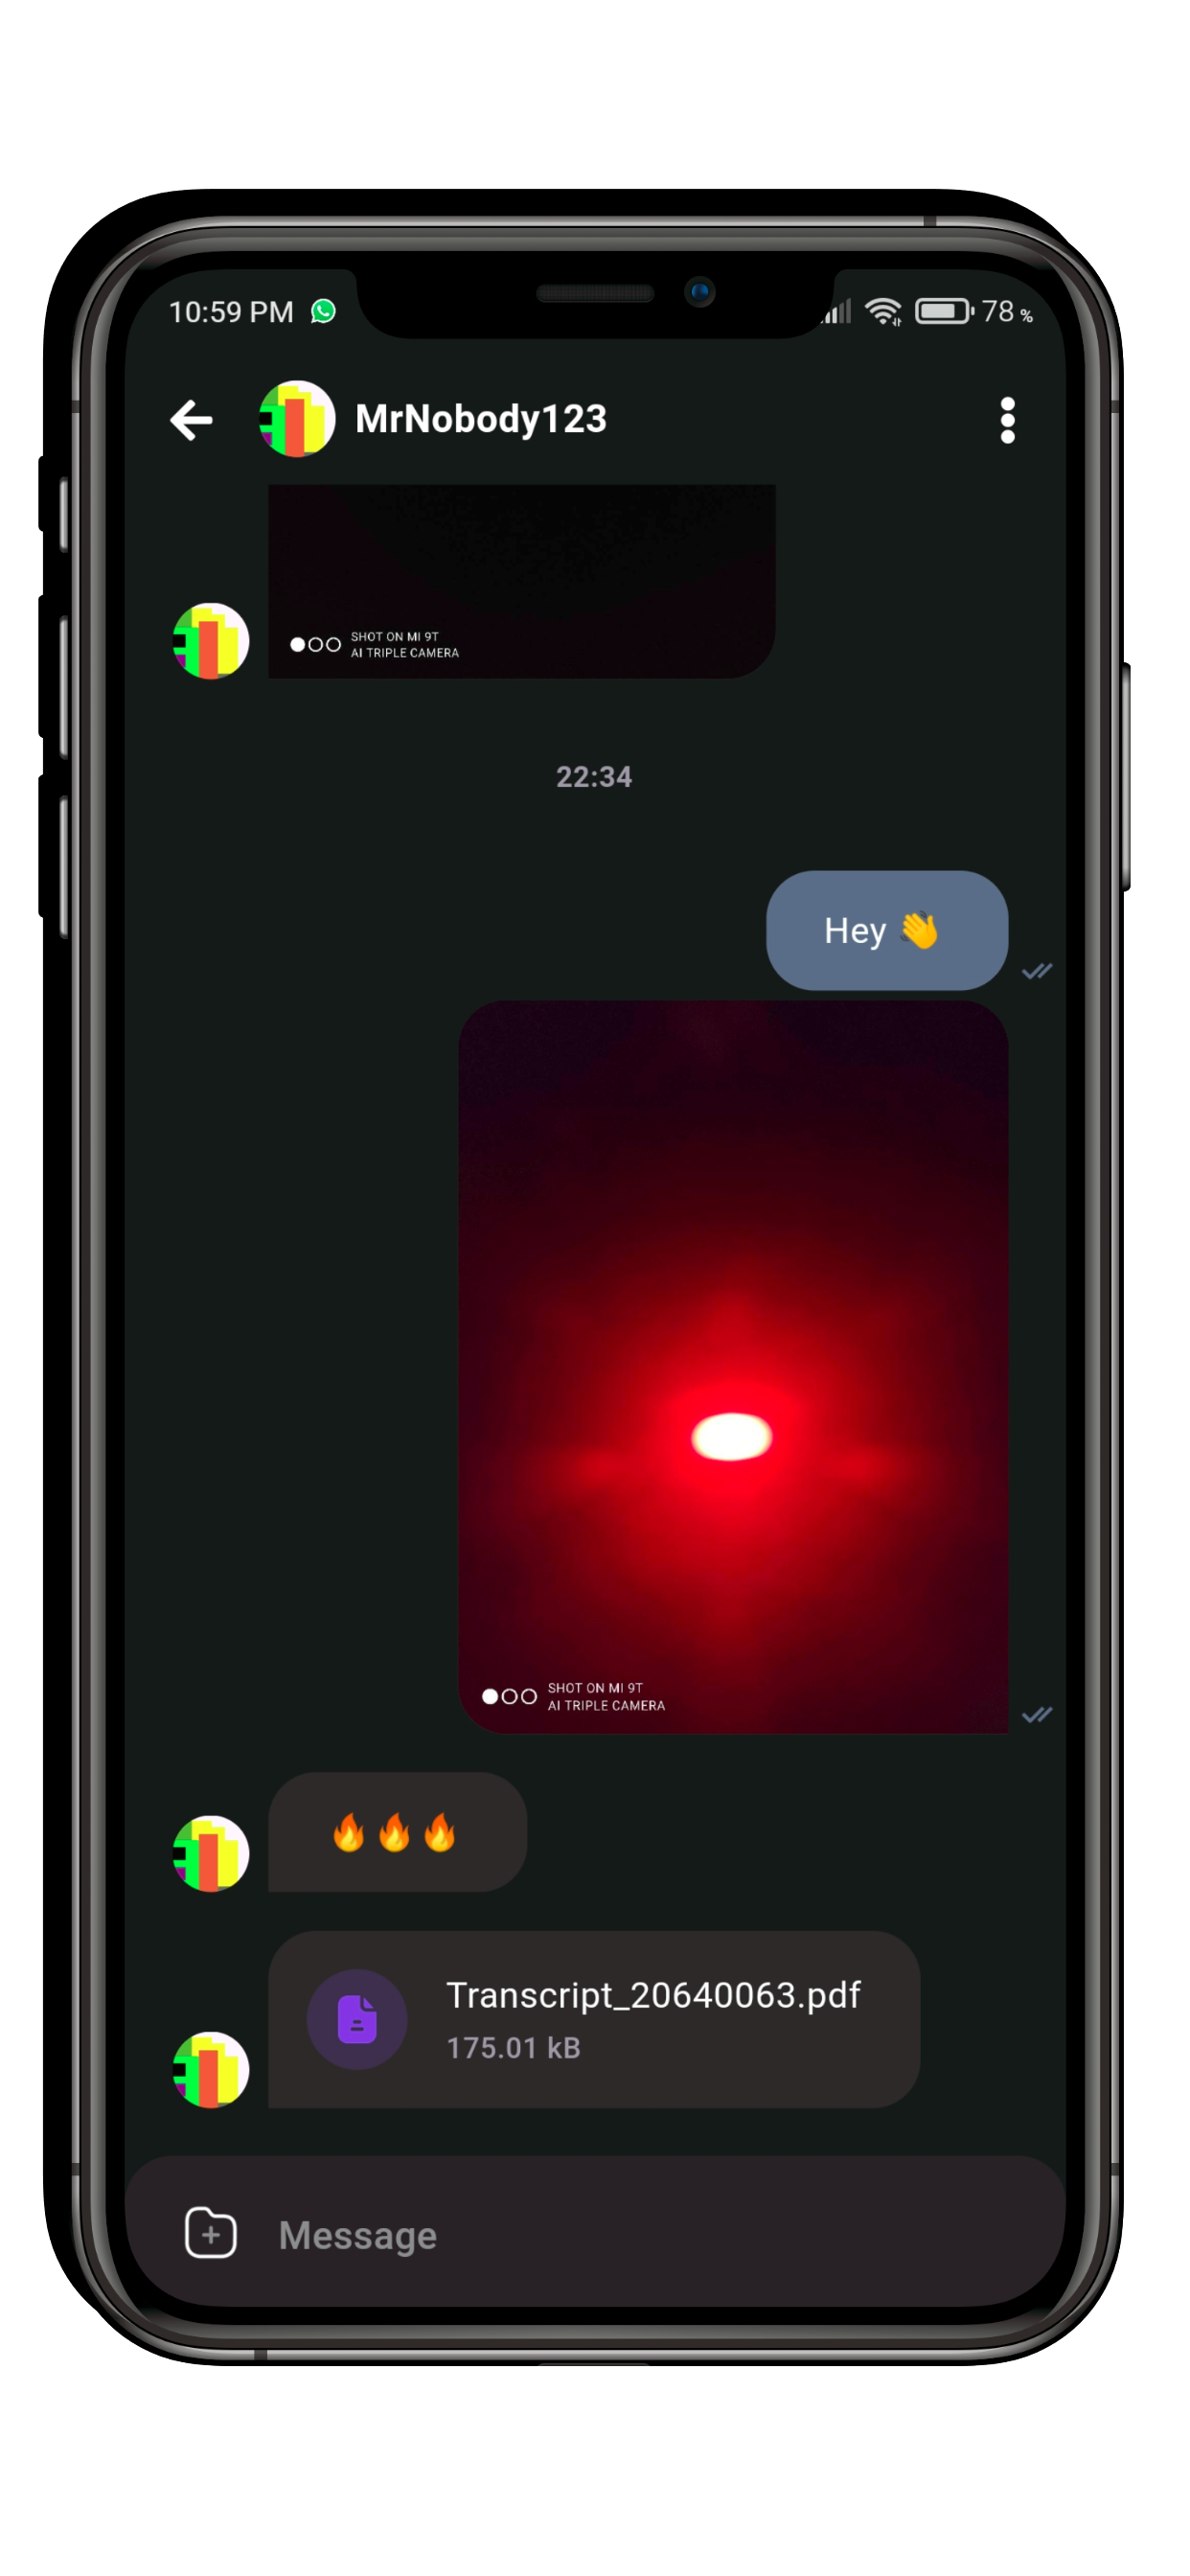 10:59 PM
78 %
MrNobody123
SHOT ON MI 9T
AI TRIPLE CAMERA
22:34
Hey 👋
SHOT ON MI 9T
AI TRIPLE CAMERA
🔥🔥🔥
Transcript_20640063.pdf
175.01 kB
Message